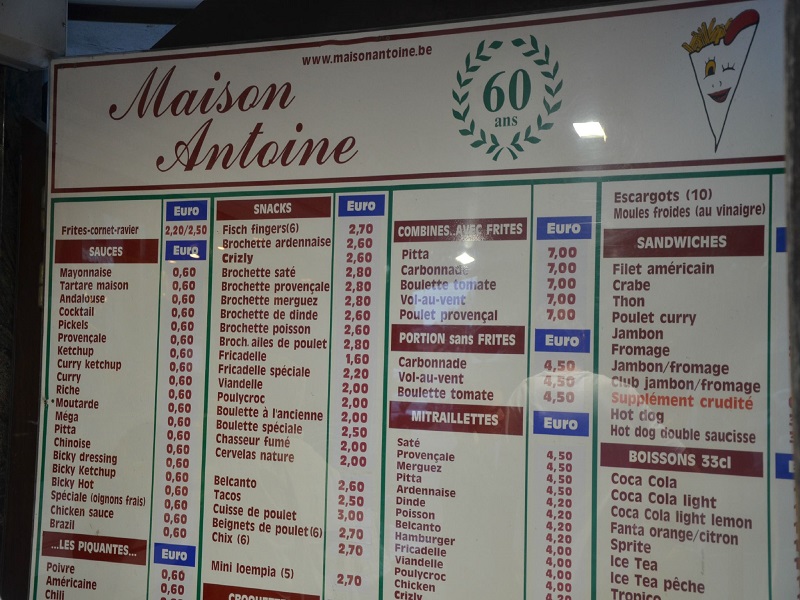 www.maisonantoine.be
Maison
Antoine
60
ans
Euro
Frites-cornet-ravier 2,20/2,50
SAUCES Euro
Mayonnaise 0,60
Tartare maison 0,60
Andalouse 0,60
Cocktail 0,60
Pickels 0,60
Provençale 0,60
Ketchup 0,60
Curry ketchup 0,60
Curry 0,60
Riche 0,60
Moutarde 0,60
Méga 0,60
Pitta 0,60
Chinoise 0,60
Bicky dressing 0,60
Bicky Ketchup 0,60
Bicky Hot 0,60
Spéciale (oignons frais) 0,60
Chicken sauce 0,60
Brazil 0,60
..LES PIQUANTES... Euro
Poivre 0,60
Américaine 0,60
Chili 0,60
SNACKS Euro
Fisch fingers(6) 2,70
Brochette ardennaise 2,60
Crizly 2,60
Brochette saté 2,80
Brochette provençale 2,80
Brochette merguez 2,80
Brochette de dinde 2,60
Brochette poisson 2,60
Broch. ailes de poulet 2,80
Fricadelle 1,60
Fricadelle spéciale 2,20
Viandelle 2,00
Poulycroc 2,00
Boulette à l'ancienne 2,00
Boulette spéciale 2,50
Chasseur fumé 2,00
Cervelas nature 2,00
Belcanto 2,60
Tacos 2,50
Cuisse de poulet 3,00
Beignets de poulet(6) 2,70
Chix (6) 2,70
Mini loempia (5) 2,70
COMBINES..AVEC FRITES Euro
Pitta 7,00
Carbonnade 7,00
Boulette tomate 7,00
Vol-au-vent 7,00
Poulet provençal 7,00
PORTION sans FRITES Euro
Carbonnade 4,50
Vol-au-vent 4,50
Boulette tomate 4,50
MITRAILLETTES Euro
Saté 4,50
Provençale 4,50
Merguez 4,50
Pitta 4,50
Ardennaise 4,20
Dinde 4,20
Poisson 4,20
Belcanto 4,20
Hamburger 4,00
Fricadelle 4,00
Viandelle 4,00
Poulycroc 4,00
Chicken 4,20
Crizly
Escargots (10)
Moules froides (au vinaigre)
SANDWICHES
Filet américain
Crabe
Thon
Poulet curry
Jambon
Fromage
Jambon/fromage
Club jambon/fromage
Supplément crudité
Hot dog
Hot dog double saucisse
BOISSONS 33cl
Coca Cola
Coca Cola light
Coca Cola light lemon
Fanta orange/citron
Sprite
Ice Tea
Ice Tea pêche
Tropico